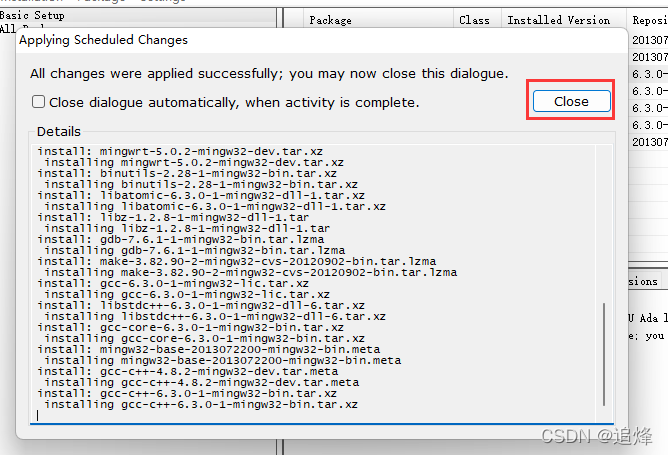 Package Settings
Basic Setup
Package Class Installed Version
201307
Applying Scheduled Changes
201307
All changes were applied successfully; you may now close this dialogue.
6.3.0-
6.3.0-
Close dialogue automatically, when activity is complete.
Close
6.3.0-
6.3.0-
Details
201307
install: mingwrt-5.0.2-mingw32-dev.tar.xz
installing mingwrt-5.0.2-mingw32-dev.tar.xz
install: binutils-2.28-1-mingw32-bin.tar.xz
installing binutils-2.28-1-mingw32-bin.tar.xz
install: libatomic-6.3.0-1-mingw32-dll-1.tar.xz
installing libatomic-6.3.0-1-mingw32-dll-1.tar.xz
install: libz-1.2.8-1-mingw32-dll-1.tar
installing libz-1.2.8-1-mingw32-dll-1.tar
install: gdb-7.6.1-1-mingw32-bin.tar.lzma
installing gdb-7.6.1-1-mingw32-bin.tar.lzma
install: make-3.82.90-2-mingw32-cvs-20120902-bin.tar.lzma
installing make-3.82.90-2-mingw32-cvs-20120902-bin.tar.lzma
install: gcc-6.3.0-1-mingw32-lic.tar.xz
installing gcc-6.3.0-1-mingw32-lic.tar.xz
install: libstdc++-6.3.0-1-mingw32-dll-6.tar.xz
installing libstdc++-6.3.0-1-mingw32-dll-6.tar.xz
install: gcc-core-6.3.0-1-mingw32-bin.tar.xz
installing gcc-core-6.3.0-1-mingw32-bin.tar.xz
install: mingw32-base-2013072200-mingw32-bin.meta
installing mingw32-base-2013072200-mingw32-bin.meta
install: gcc-c++-4.8.2-mingw32-dev.tar.meta
installing gcc-c++-4.8.2-mingw32-dev.tar.meta
install: gcc-c++-6.3.0-1-mingw32-bin.tar.xz
installing gcc-c++-6.3.0-1-mingw32-bin.tar.xz
sions
U Ada l
e; you
CSDN @追烽